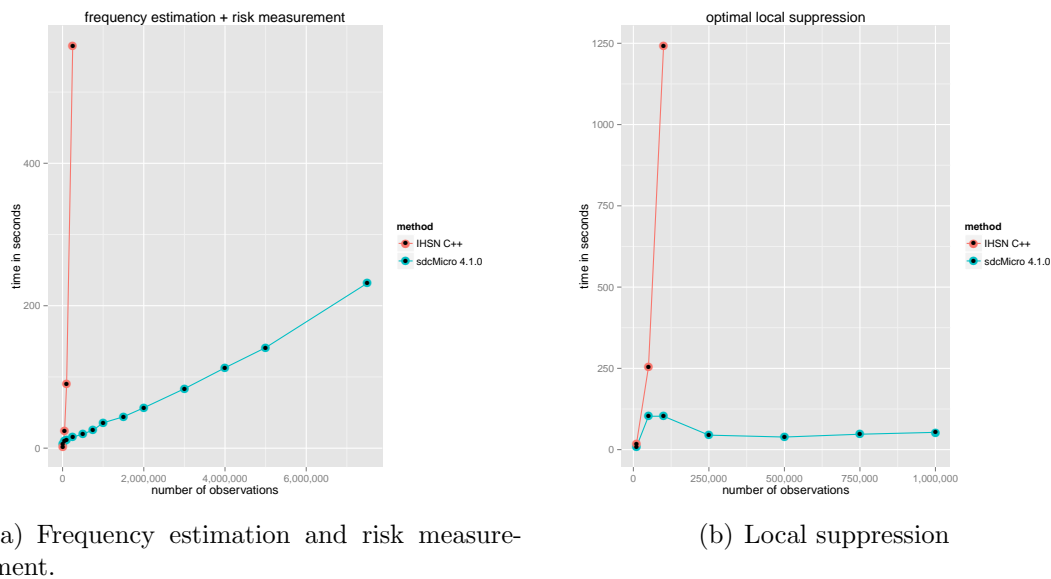 frequency estimation + risk measurement
400
200
0
time in seconds
0
2,000,000
4,000,000
6,000,000
number of observations
method
IHSN C++
sdcMicro 4.1.0
a) Frequency estimation and risk measure-
ment.
optimal local suppression
1250
1000
750
500
250
0
time in seconds
0
250,000
500,000
750,000
1,000,000
number of observations
method
IHSN C++
sdcMicro 4.1.0
(b) Local suppression